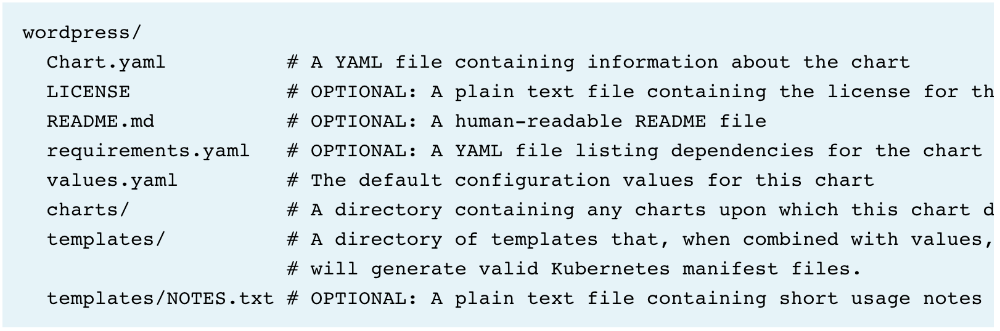 wordpress/
  Chart.yaml          # A YAML file containing information about the chart
  LICENSE             # OPTIONAL: A plain text file containing the license for th
  README.md           # OPTIONAL: A human-readable README file
  requirements.yaml   # OPTIONAL: A YAML file listing dependencies for the chart
  values.yaml         # The default configuration values for this chart
  charts/             # A directory containing any charts upon which this chart d
  templates/          # A directory of templates that, when combined with values,
                      # will generate valid Kubernetes manifest files.
  templates/NOTES.txt # OPTIONAL: A plain text file containing short usage notes